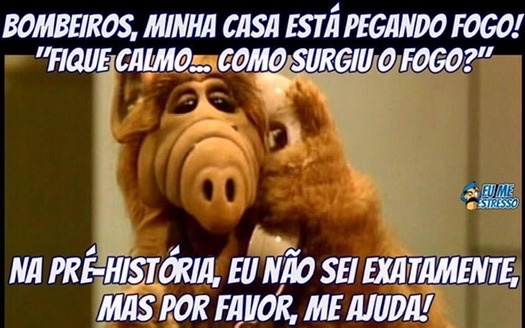 BOMBEIROS, MINHA CASA ESTÁ PEGANDO FOGO!
"FIQUE CALMO... COMO SURGIU O FOGO?"
EU ME
ESTRESSO
NA PRÉ-HISTÓRIA, EU NÃO SEI EXATAMENTE,
MAS POR FAVOR, ME AJUDA!